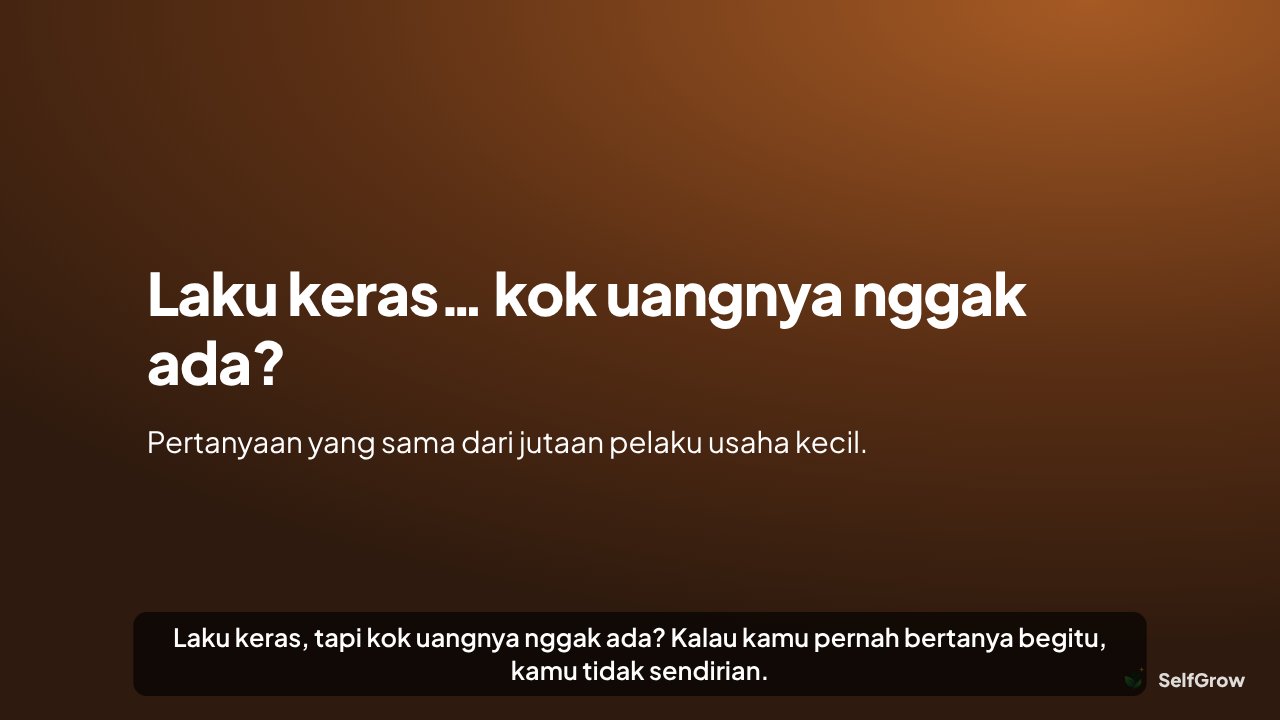 Laku keras… kok uangnya nggak
ada?
Pertanyaan yang sama dari jutaan pelaku usaha kecil.
Laku keras, tapi kok uangnya nggak ada? Kalau kamu pernah bertanya begitu,
kamu tidak sendirian.
SelfGrow